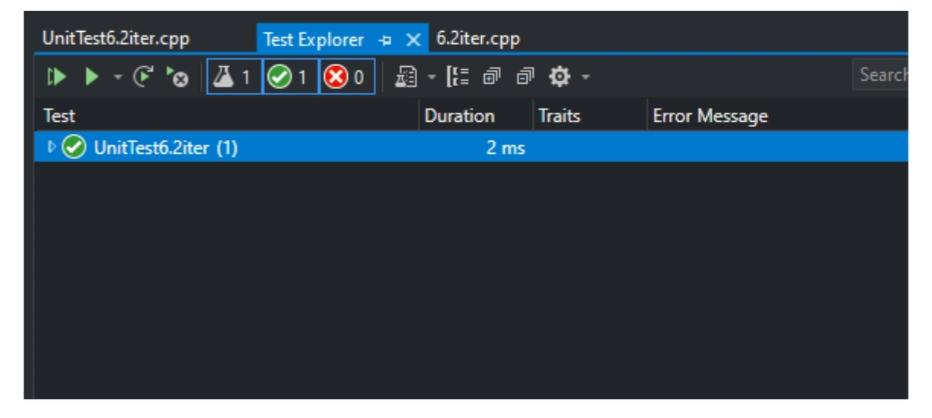 UnitTest6.2iter.cpp Test Explorer 6.2iter.cpp
1 1 0 Search
Test Duration Traits Error Message
UnitTest6.2iter (1) 2 ms